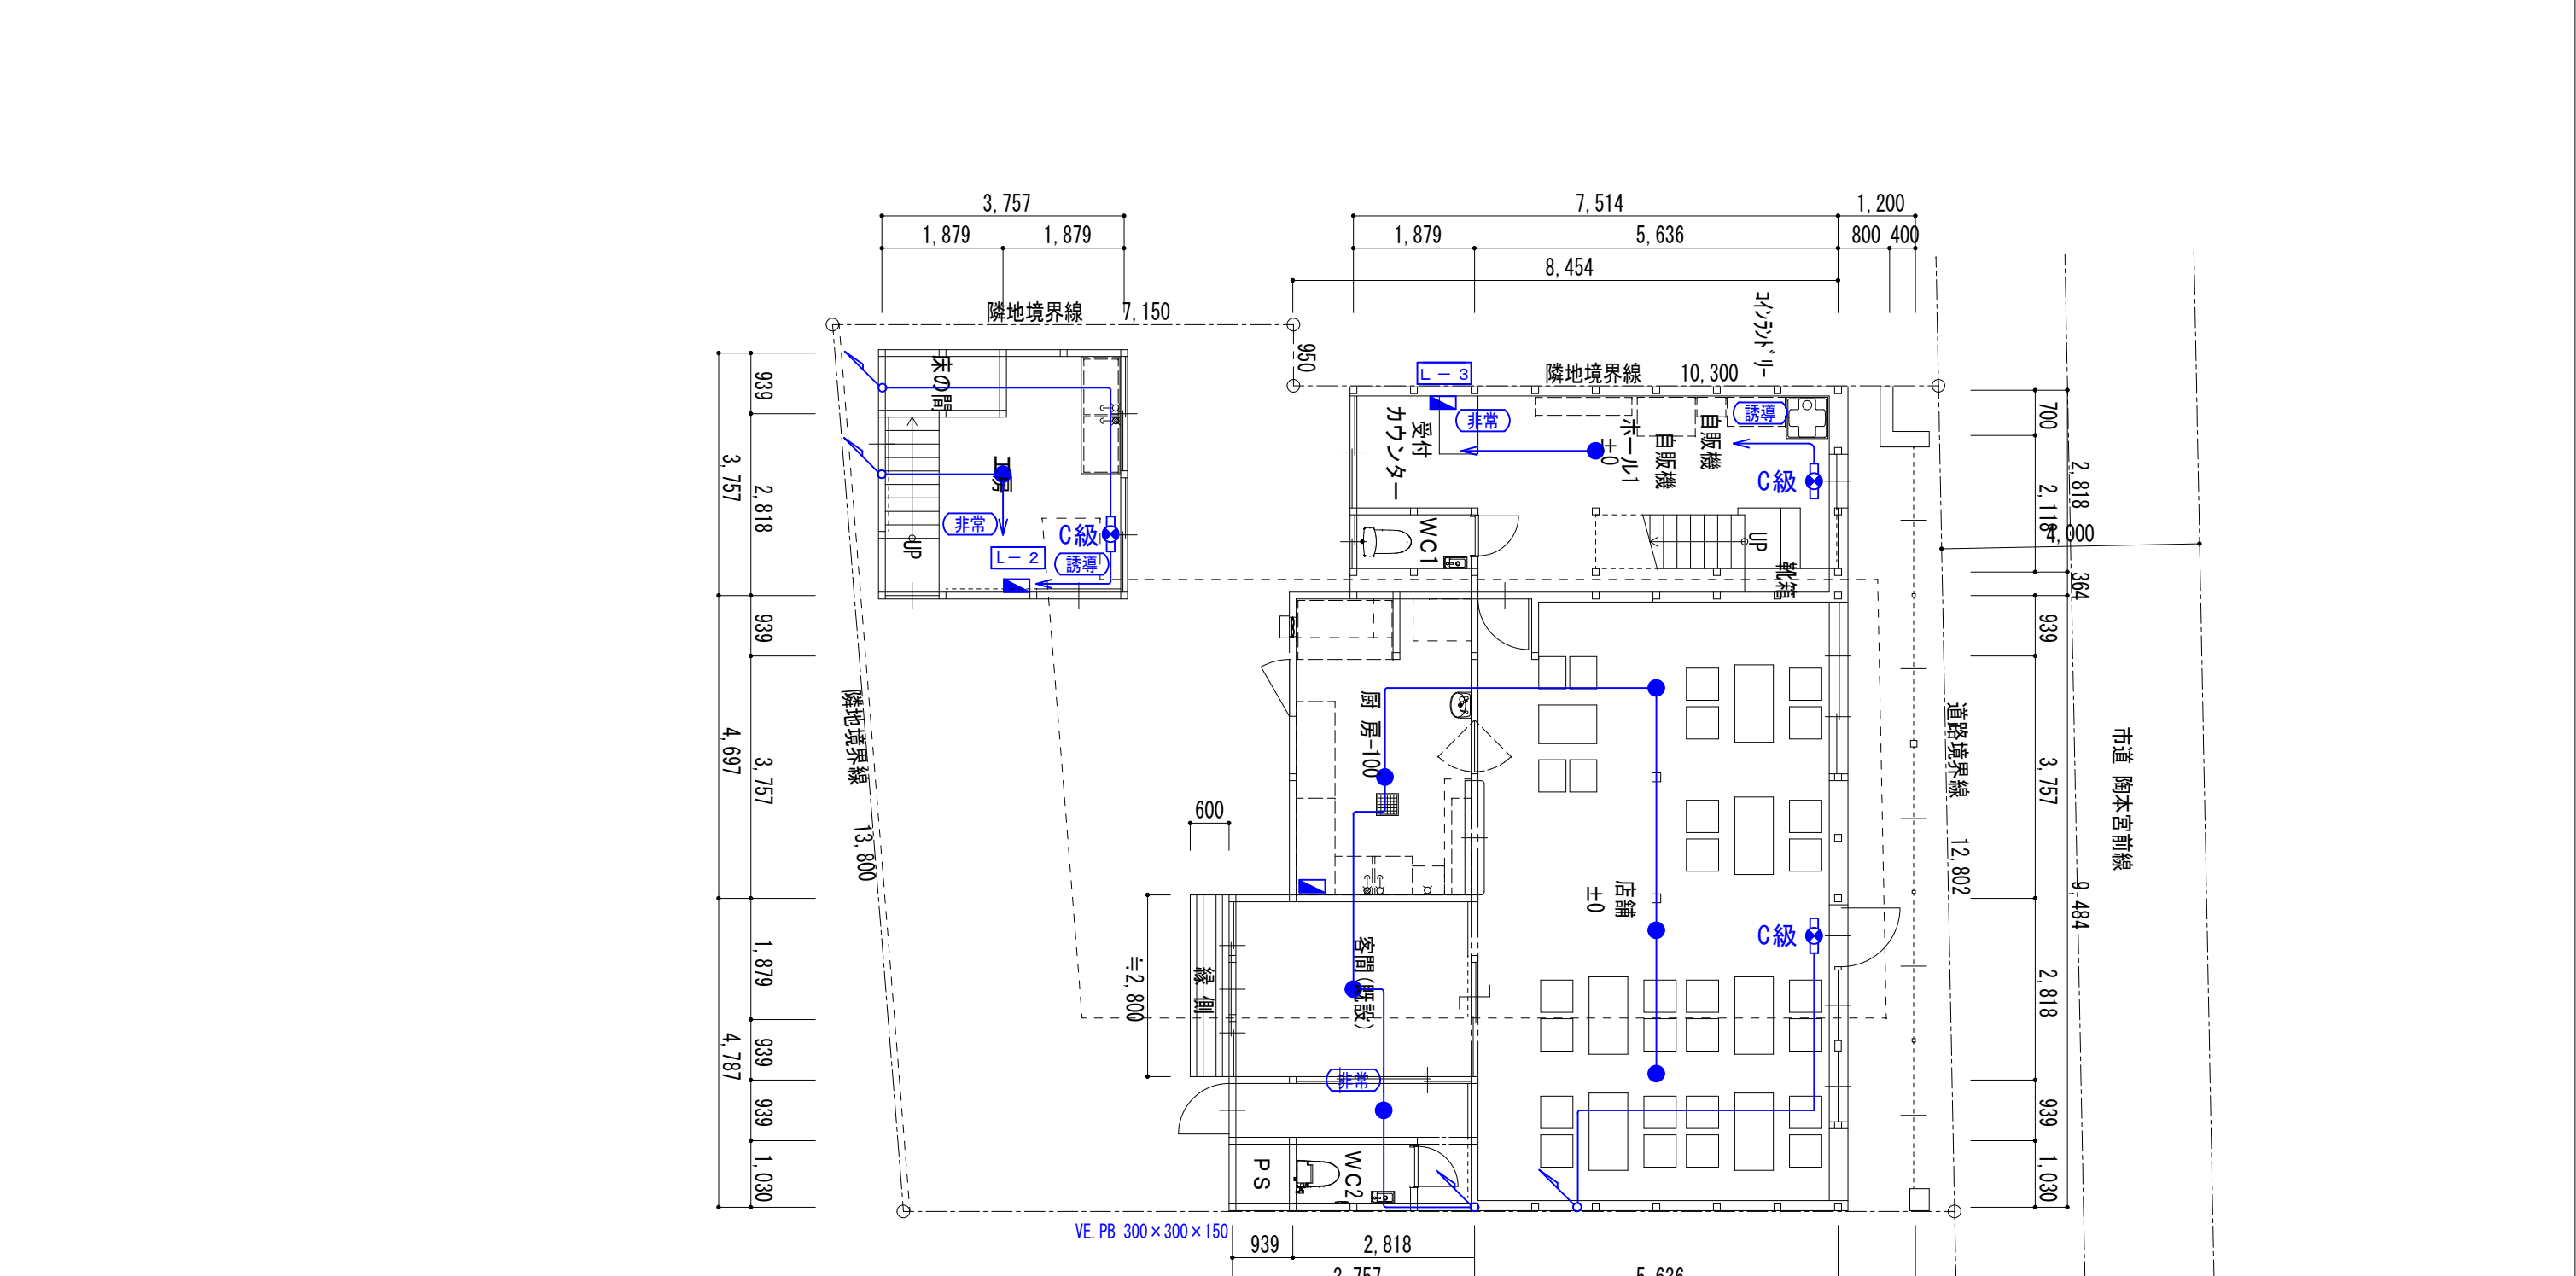 3,757
1,879
1,879
7,514
1,200
1,879
5,636
800
400
8,454
隣地境界線
7,150
950
隣地境界線
10,300
コインランドリー
L－3
非常
誘導
床の間
工房
非常
UP
L－2
誘導
C級
カウンター
受付
ホール1
±0
自販機
自販機
C級
WC1
UP
靴箱
939
2,818
3,757
939
3,757
4,697
1,879
939
939
1,030
4,787
隣地境界線
13,800
600
≒2,800
縁 側
厨 房-100
店舗
±0
C級
客間(既設)
非常
PS
WC2
VE.PB 300×300×150
939
2,818
3,757
5,636
700
2,118
2,818
4,000
364
939
3,757
2,818
939
1,030
9,484
道路境界線
12,802
市道 陶本宮前線